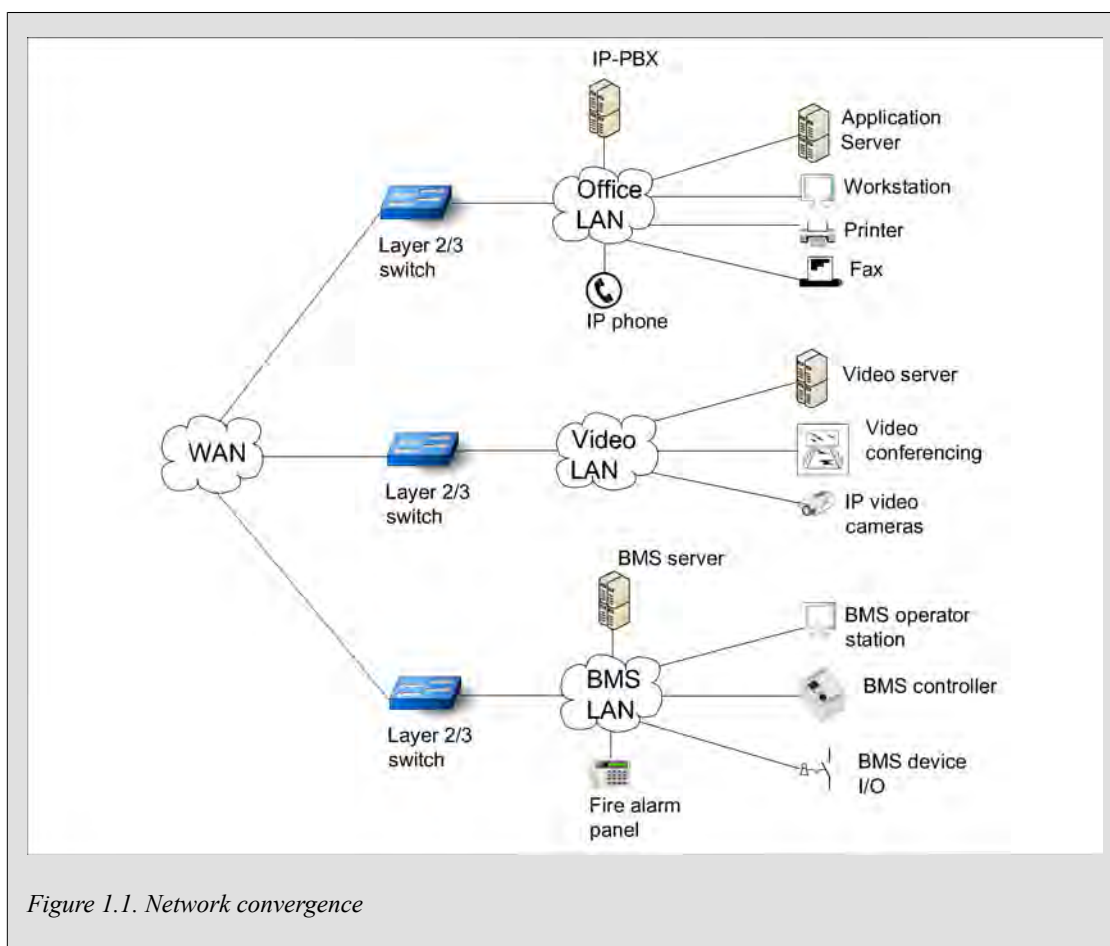 IP-PBX
Application
Server
Office
LAN
Workstation
Printer
Layer 2/3
switch
Fax
IP phone
Video server
WAN
Video
LAN
Video
conferencing
Layer 2/3
switch
IP video
cameras
BMS server
BMS operator
station
BMS
LAN
BMS controller
Layer 2/3
switch
BMS device
I/O
Fire alarm
panel
Figure 1.1. Network convergence